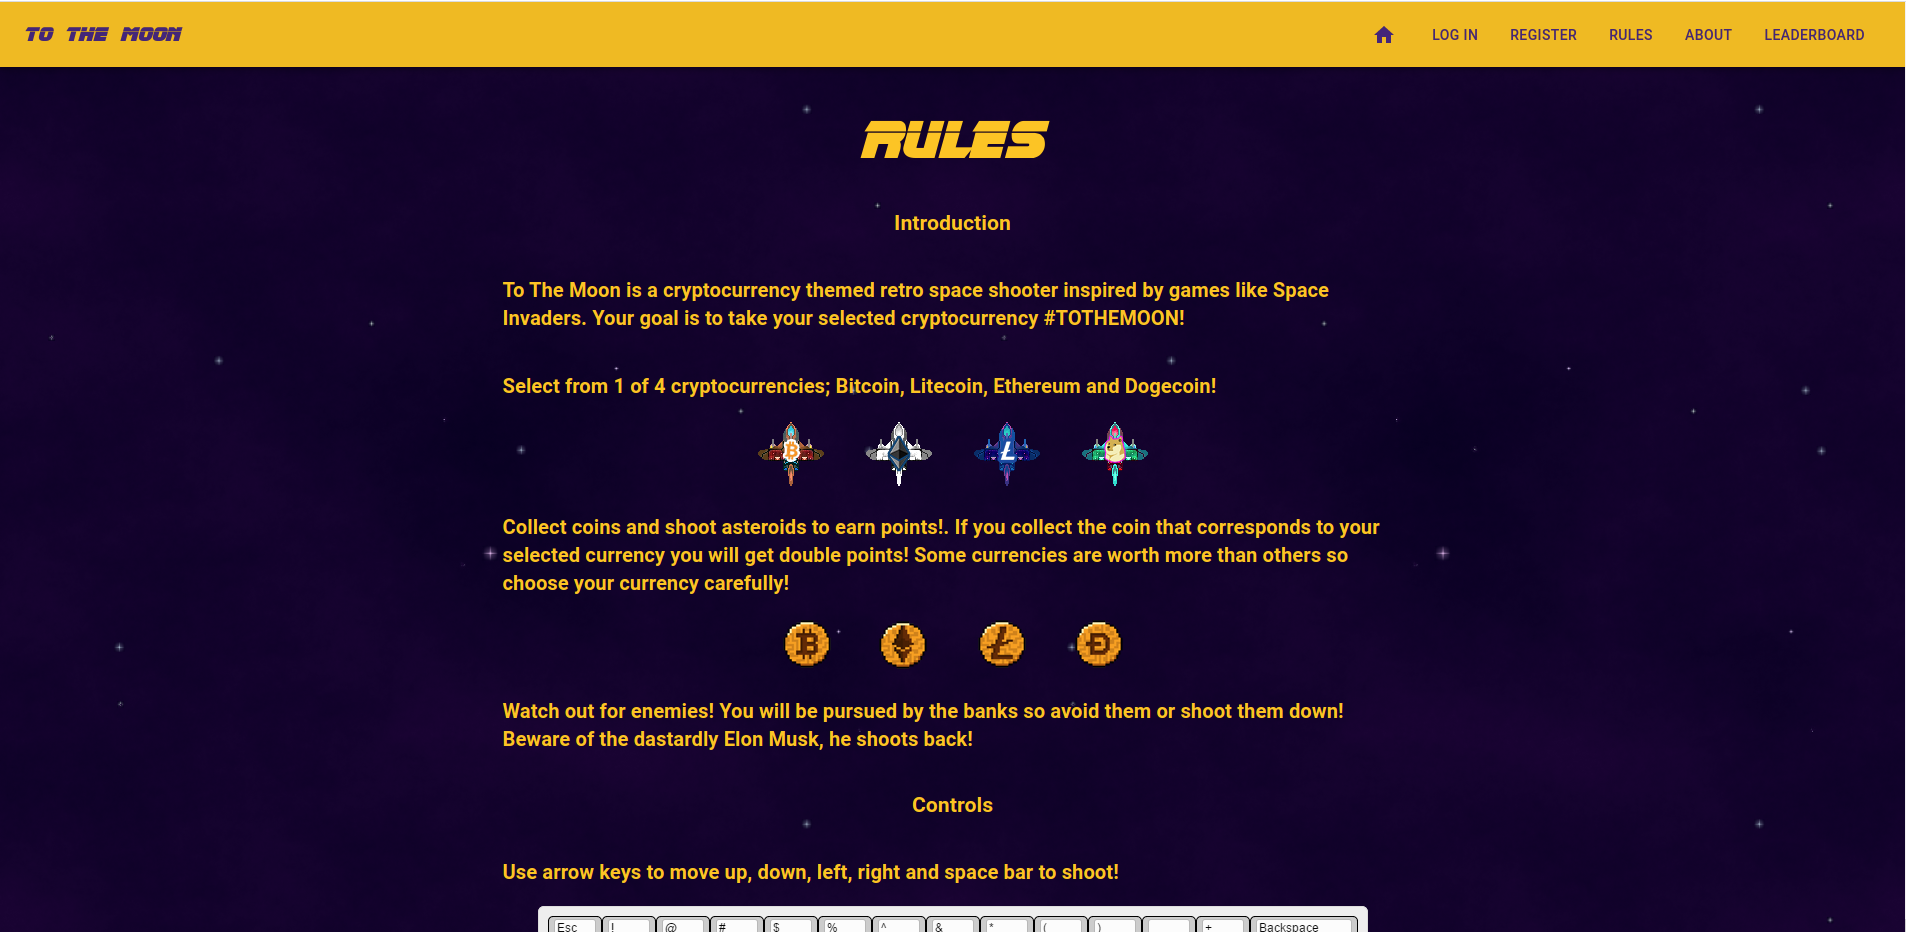 TO THE MOON
LOG IN REGISTER RULES ABOUT LEADERBOARD
RULES
Introduction
To The Moon is a cryptocurrency themed retro space shooter inspired by games like Space
Invaders. Your goal is to take your selected cryptocurrency #TOTHEMOON!
Select from 1 of 4 cryptocurrencies; Bitcoin, Litecoin, Ethereum and Dogecoin!
Collect coins and shoot asteroids to earn points!. If you collect the coin that corresponds to your
selected currency you will get double points! Some currencies are worth more than others so
choose your currency carefully!
Watch out for enemies! You will be pursued by the banks so avoid them or shoot them down!
Beware of the dastardly Elon Musk, he shoots back!
Controls
Use arrow keys to move up, down, left, right and space bar to shoot!
Esc ! @ # $ % ^ & * ( ) + Backspace